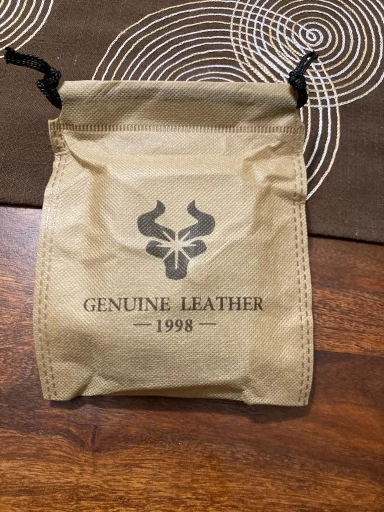 GENUINE LEATHER
— 1998 —